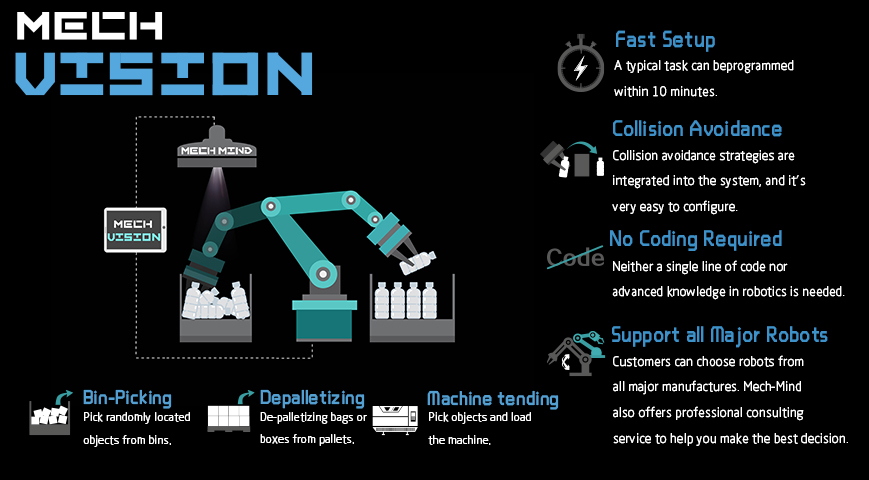 MECH
VISION
MECH MIND
MECH
VISION
Bin-Picking
Pick randomly located
objects from bins.
Depalletizing
De-palletizing bags or
boxes from pallets.
Machine tending
Pick objects and load
the machine.
Fast Setup
A typical task can beprogrammed
within 10 minutes.
Collision Avoidance
Collision avoidance strategies are
integrated into the system, and it's
very easy to configure.
Code
No Coding Required
Neither a single line of code nor
advanced knowledge in robotics is needed.
Support all Major Robots
Customers can choose robots from
all major manufactures. Mech-Mind
also offers professional consulting
service to help you make the best decision.